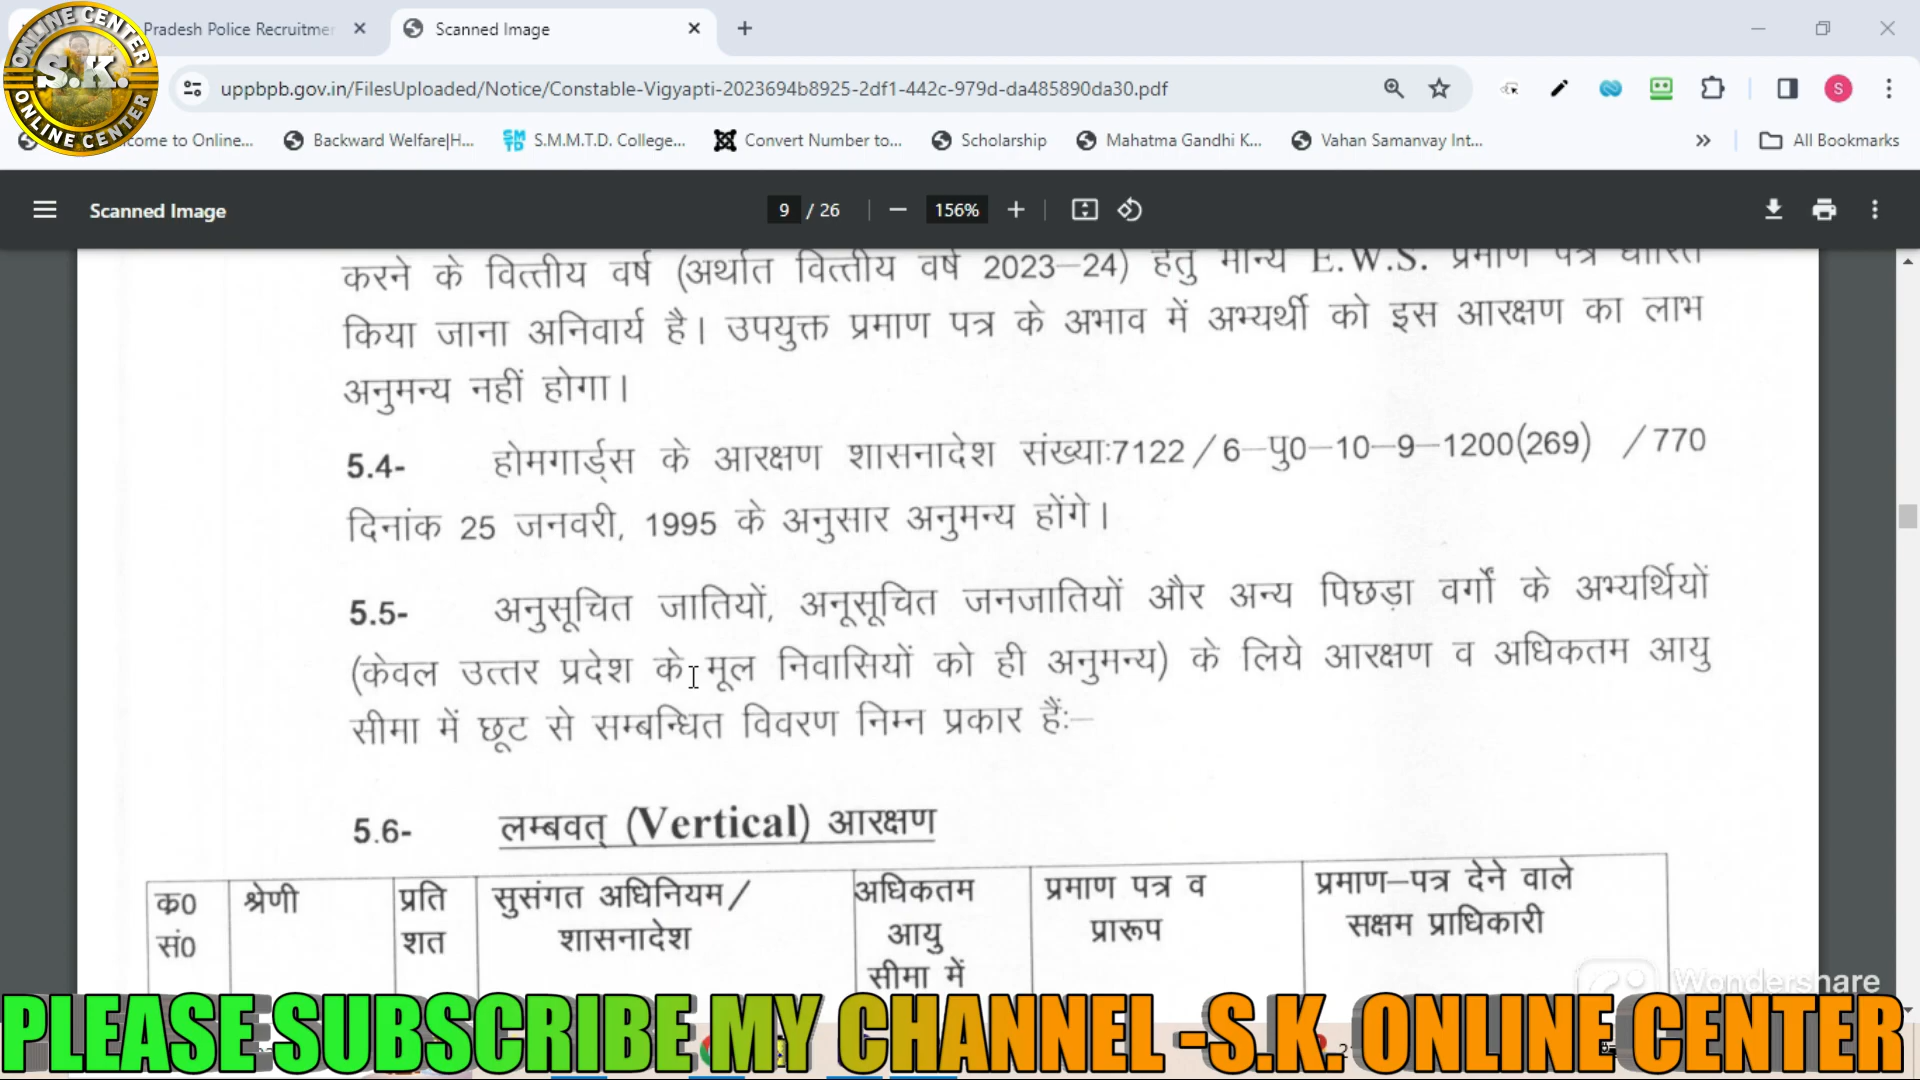 Pradesh Police Recruitmen
Scanned Image
uppbpb.gov.in/FilesUploaded/Notice/Constable-Vigyapti-2023694b8925-2df1-442c-979d-da485890da30.pdf
S
come to Online...
Backward Welfare|H...
S.M.M.T.D. College...
Convert Number to...
Scholarship
Mahatma Gandhi K...
Vahan Samanvay Int...
All Bookmarks
ONLINE CENTER
S.K.
ONLINE CENTER
Scanned Image
9 / 26
156%
करने के वित्तीय वर्ष (अर्थात वित्तीय वर्ष 2023–24) हेतु मान्य E.W.S. प्रमाण पत्र धारित
किया जाना अनिवार्य है। उपयुक्त प्रमाण पत्र के अभाव में अभ्यर्थी को इस आरक्षण का लाभ
अनुमन्य नहीं होगा।
5.4- होमगार्ड्स के आरक्षण शासनादेश संख्याः7122/6–पु0–10–9–1200(269) /770
दिनांक 25 जनवरी, 1995 के अनुसार अनुमन्य होंगे।
5.5- अनुसूचित जातियों, अनूसूचित जनजातियों और अन्य पिछड़ा वर्गों के अभ्यर्थियों
(केवल उत्तर प्रदेश के मूल निवासियों को ही अनुमन्य) के लिये आरक्षण व अधिकतम आयु
सीमा में छूट से सम्बन्धित विवरण निम्न प्रकार हैंः–
5.6- लम्बवत् (Vertical) आरक्षण
क0 सं0
श्रेणी
प्रति शत
सुसंगत अधिनियम/ शासनादेश
अधिकतम आयु सीमा में
प्रमाण पत्र व प्रारूप
प्रमाण–पत्र देने वाले सक्षम प्राधिकारी
Wondershare
PLEASE SUBSCRIBE MY CHANNEL -S.K. ONLINE CENTER